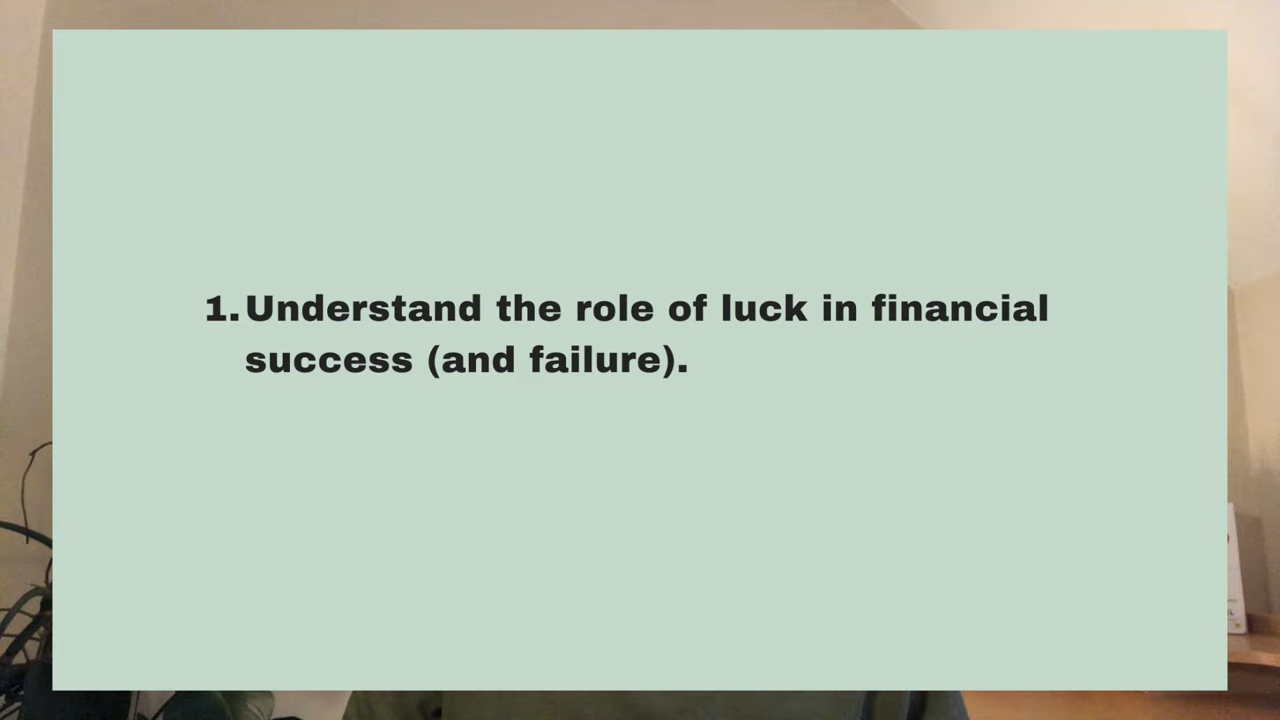 1. Understand the role of luck in financial
success (and failure).